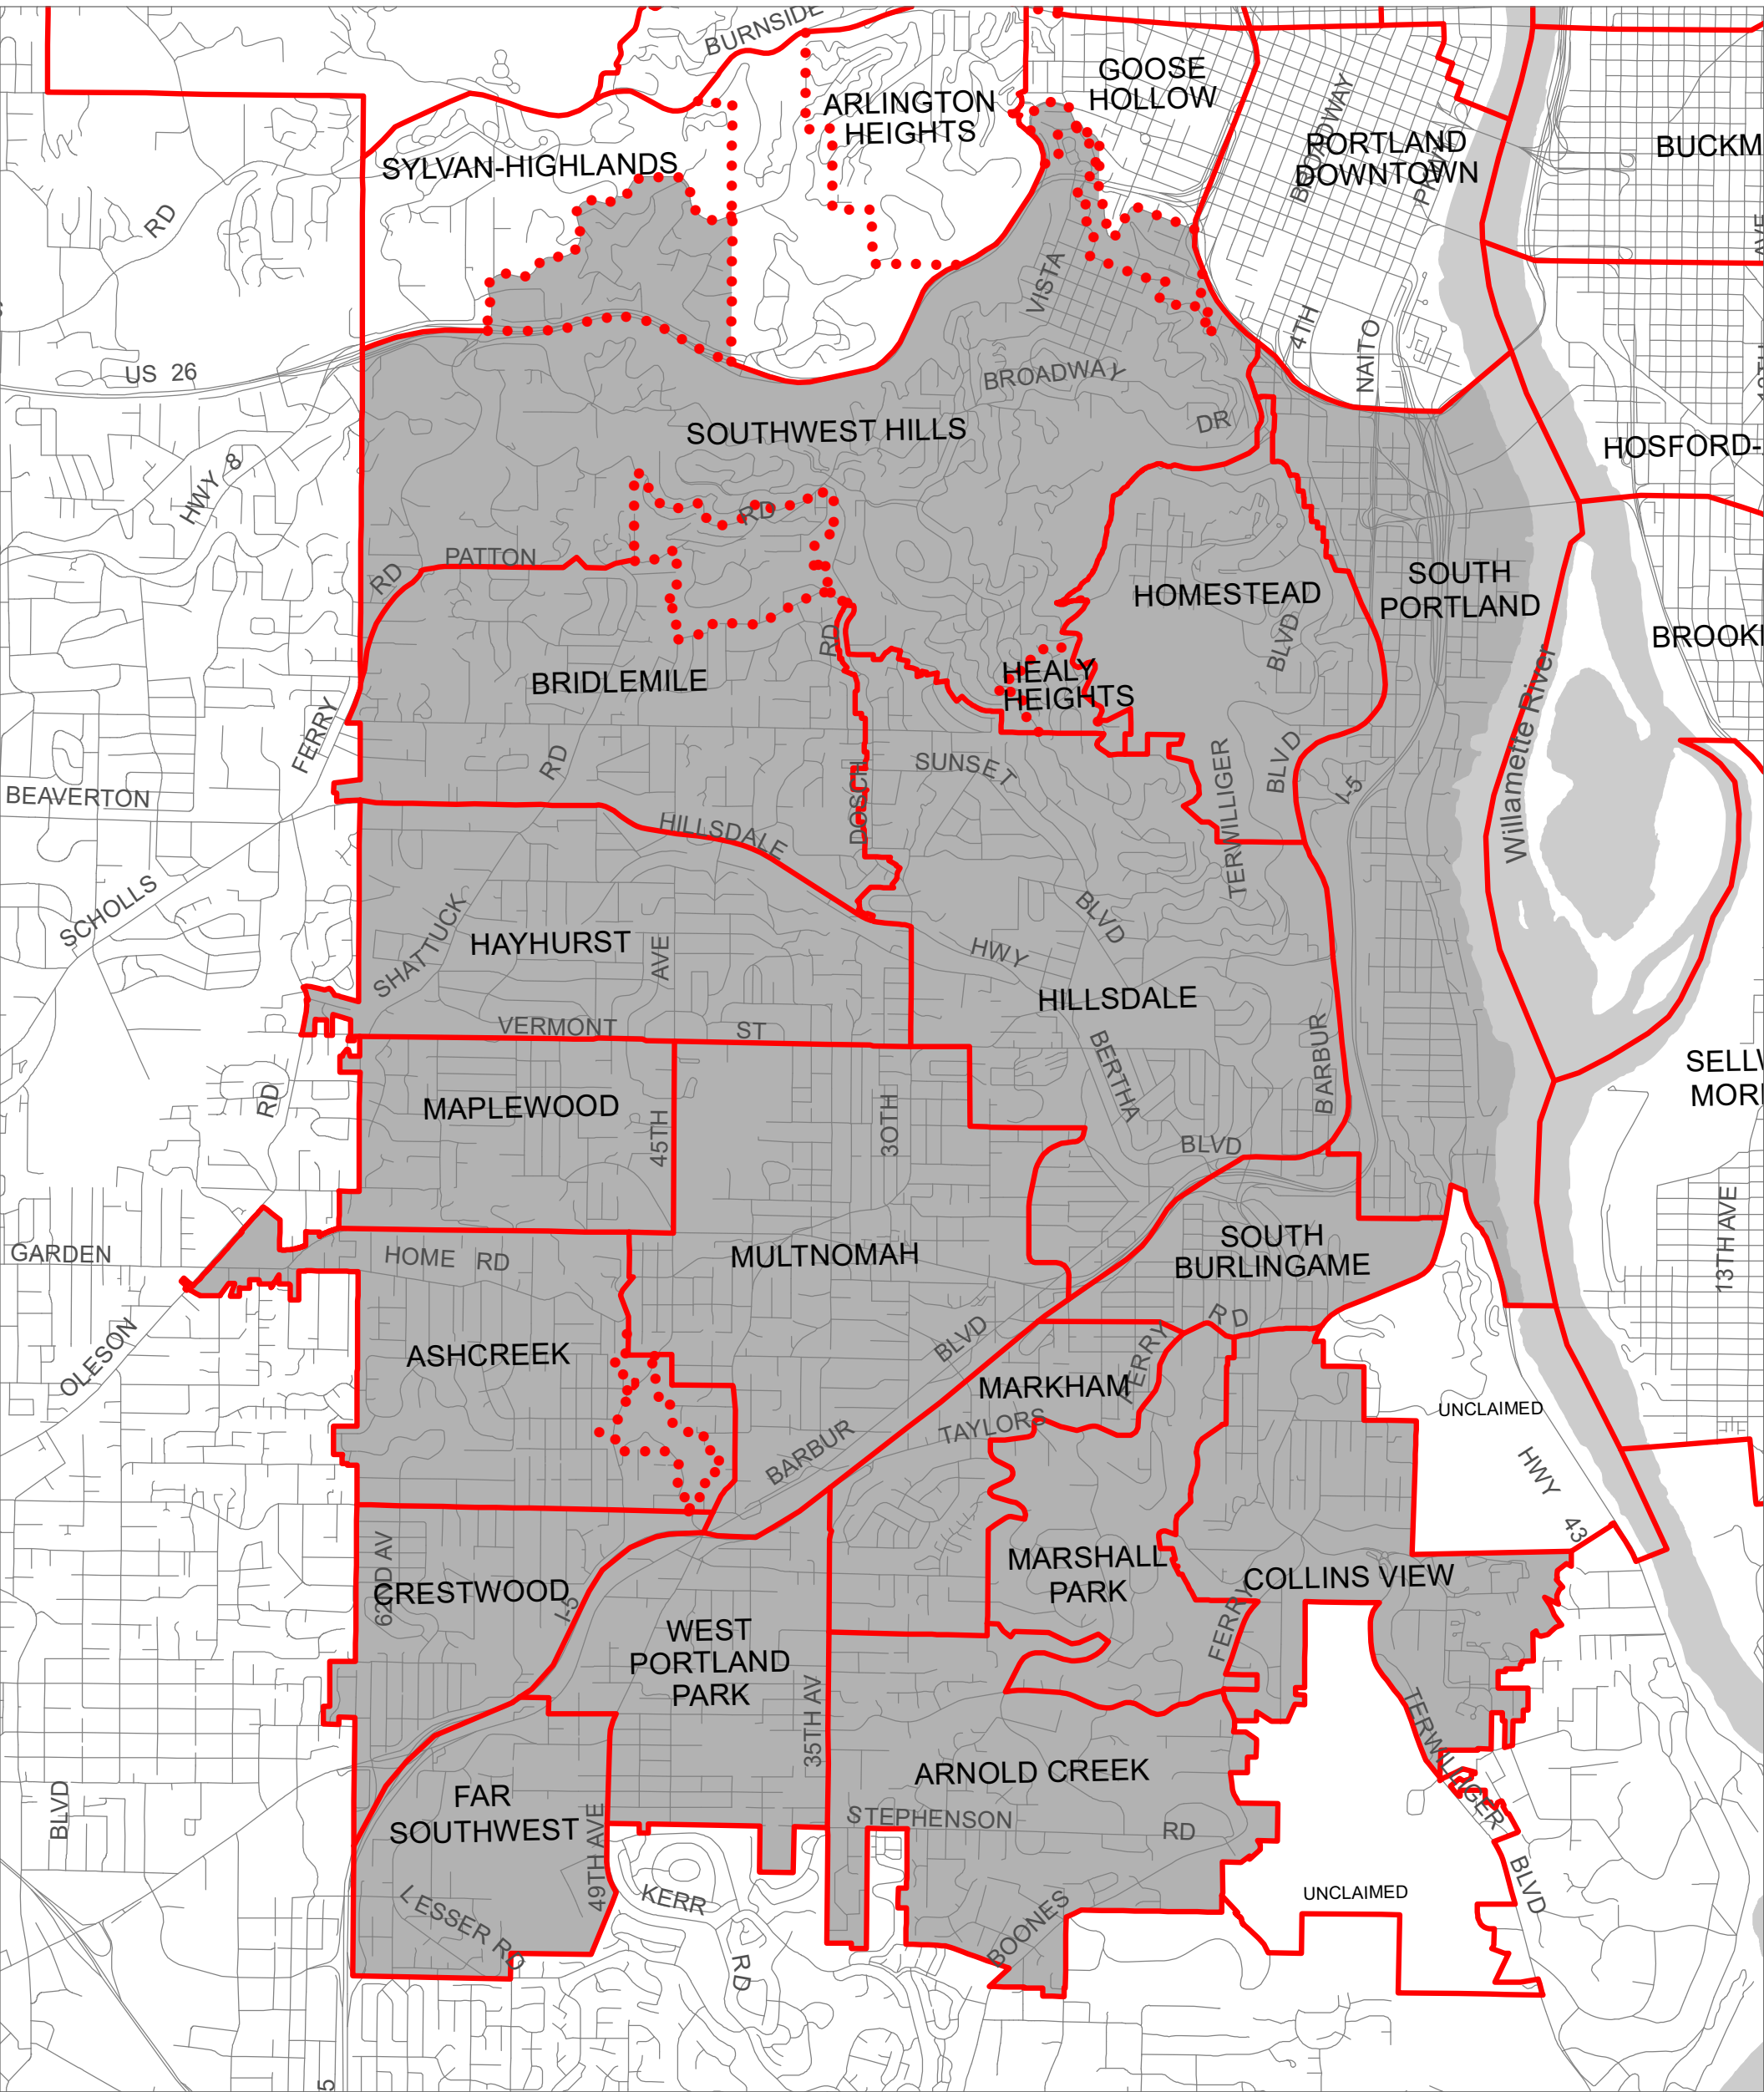 BURNSIDE
GOOSE
HOLLOW
ARLINGTON
HEIGHTS
BROADWAY
PKWY
PORTLAND
DOWNTOWN
BUCKM
SYLVAN-HIGHLANDS
RD
AVE
VISTA
4TH
NAITO
US 26
BROADWAY
DR
SOUTHWEST HILLS
HOSFORD-
HWY 8
RD
PATTON
RD
HOMESTEAD
SOUTH
PORTLAND
BLVD
RD
BROOK
HEALY
HEIGHTS
BRIDLEMILE
Willamette River
FERRY
RD
SUNSET
BLVD
I-5
TERWILLIGER
BEAVERTON
DOSCH
HILLSDALE
SCHOLLS
SHATTUCK
BLVD
HAYHURST
AVE
HWY
HILLSDALE
VERMONT
ST
BERTHA
BARBUR
SELLW
MOR
RD
MAPLEWOOD
45TH
30TH
BLVD
13TH AVE
GARDEN
HOME RD
MULTNOMAH
SOUTH
BURLINGAME
RD
OLESON
ASHCREEK
BLVD
FERRY
MARKHAM
TAYLORS
UNCLAIMED
BARBUR
HWY
43
62ND AV
CRESTWOOD
I-5
MARSHALL
PARK
COLLINS VIEW
FERRY
WEST
PORTLAND
PARK
35TH AV
TERWILLIGER
ARNOLD CREEK
BLVD
FAR
SOUTHWEST
49TH AVE
STEPHENSON
RD
BLVD
UNCLAIMED
LESSER RD
KERR
RD
BOONES
5